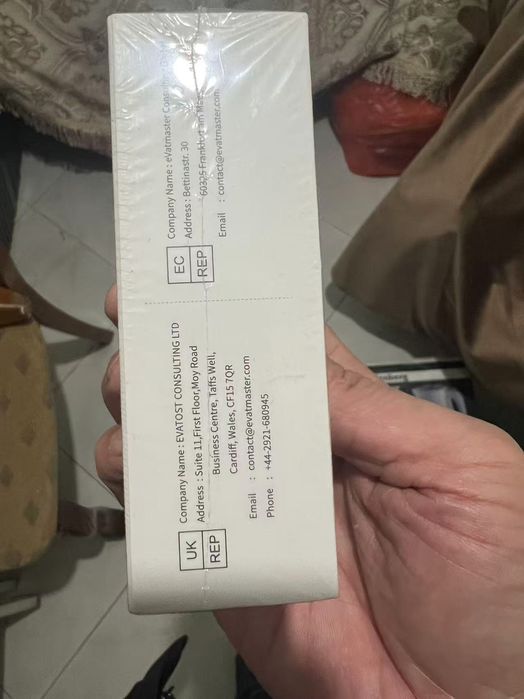 UK
REP
Company Name : EVATOST CONSULTING LTD
Address : Suite 11,First Floor,Moy Road
Business Centre, Taffs Well,
Cardiff, Wales, CF15 7QR
Email : contact@evatmaster.com
Phone : +44-2921-680945
EC
REP
Company Name : eVatmaster Consulting
Address : Bettinastr. 30
60325 Frankfurt am Main
Email : contact@evatmaster.com